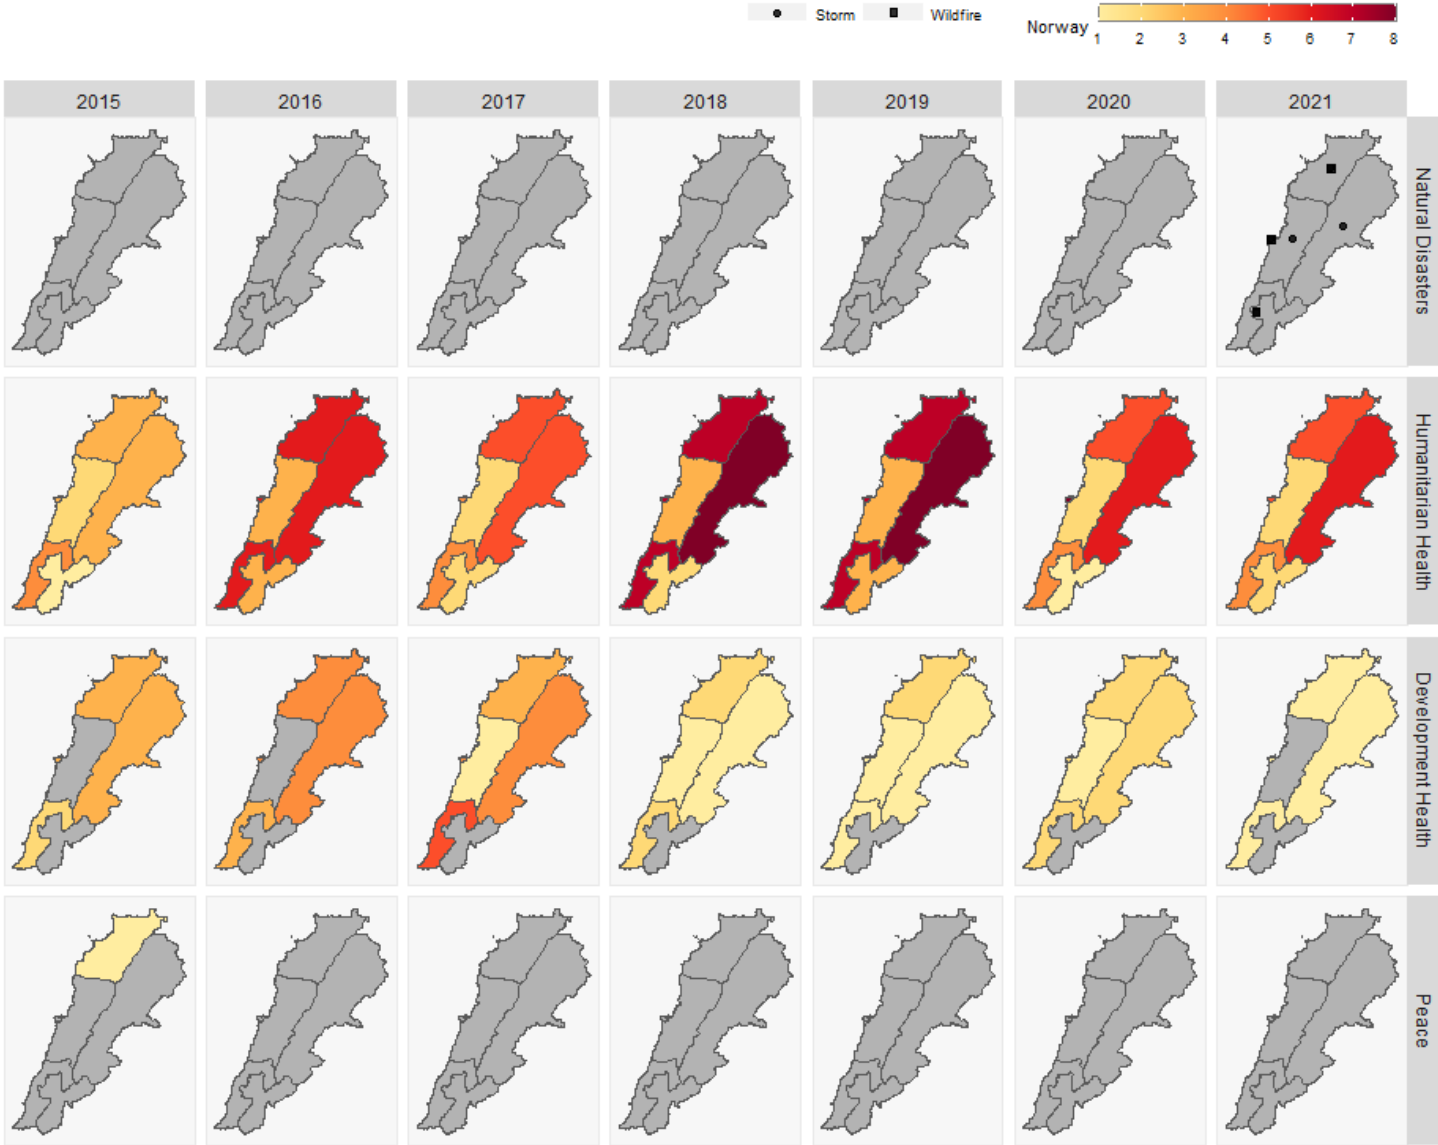 Storm Wildfire
Norway
1 2 3 4 5 6 7 8
2015 2016 2017 2018 2019 2020 2021
Natural Disasters
Humanitarian Health
Development Health
Peace